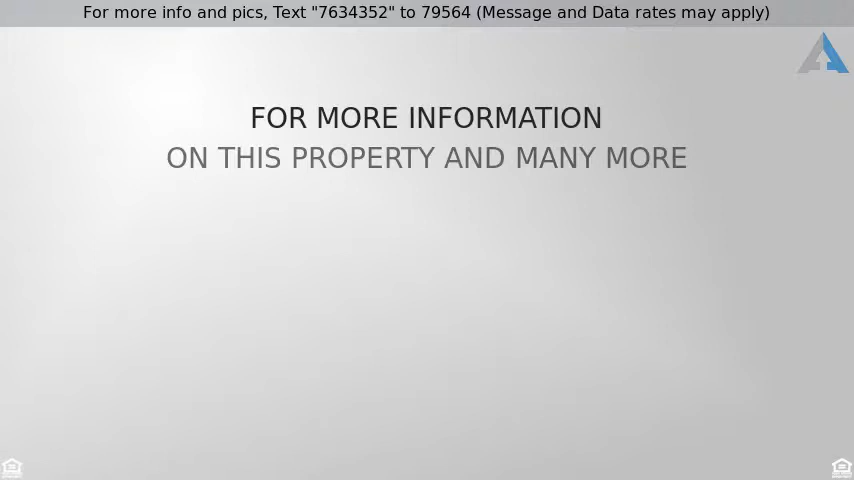 For more info and pics, Text "7634352" to 79564 (Message and Data rates may apply)
FOR MORE INFORMATION
ON THIS PROPERTY AND MANY MORE